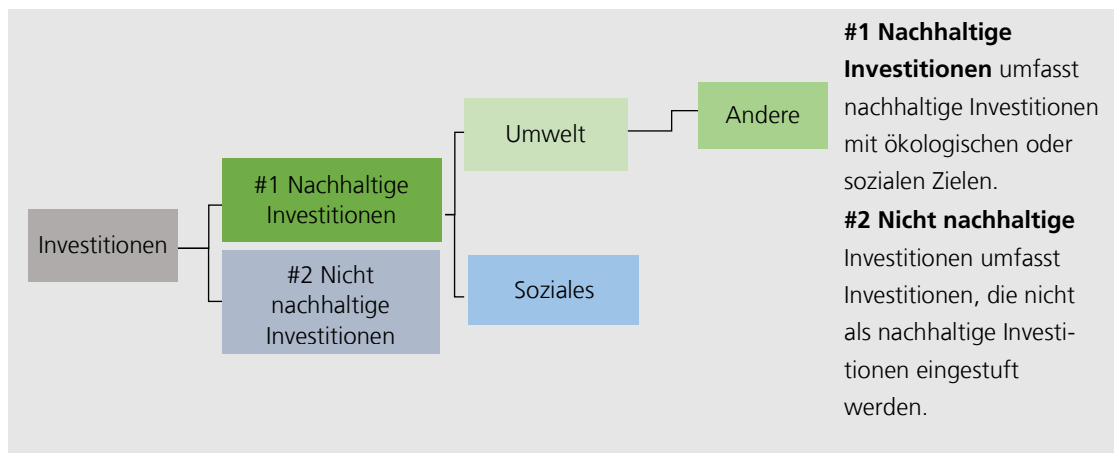 Investitionen
#1 Nachhaltige
Investitionen
#2 Nicht
nachhaltige
Investitionen
Umwelt
Soziales
Andere
#1 Nachhaltige
Investitionen umfasst
nachhaltige Investitionen
mit ökologischen oder
sozialen Zielen.
#2 Nicht nachhaltige
Investitionen umfasst
Investitionen, die nicht
als nachhaltige Investi-
tionen eingestuft
werden.